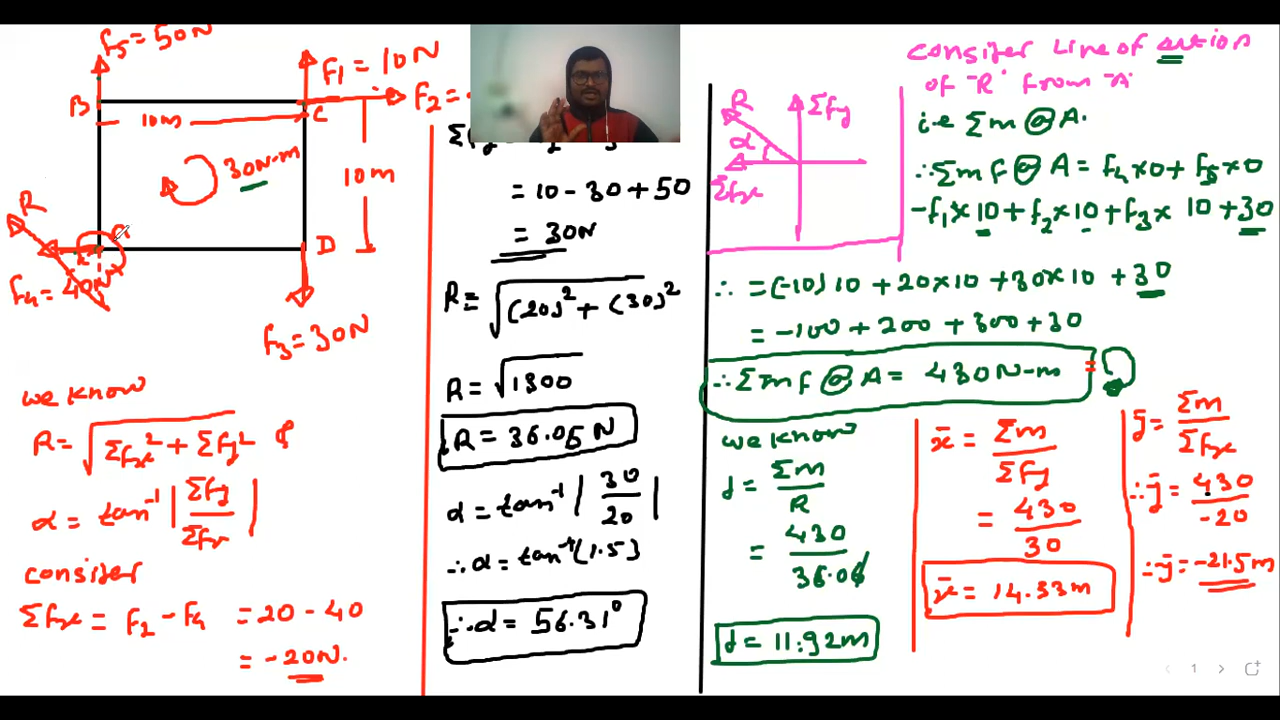 F5 = 50N
F1 = 10N
B
10m
C
F2 =
30N-m
10m
R
A
D
F4 = 40N
F3 = 30N
we know
R = √ΣFx² + ΣFy² &
α = tan⁻¹ |ΣFy/ΣFx|
consider
ΣFx = F2 - F4 = 20 - 40
= -20N.
= 10 - 30 + 50
= 30N
R = √(20)² + (30)²
R = √1300
∴ R = 36.05 N
α = tan⁻¹ |30/20|
∴ α = tan⁻¹(1.5)
∴ α = 56.31°
R
ΣFy
α
ΣFx
consider Line of action
of "R" from "A"
i.e Σm @ A.
∴ ΣmF @ A = F4×0 + F5×0
-F1×10 + F2×10 + F3× 10 + 30
∴ = (-10)10 + 20×10 + 30×10 + 30
= -100 + 200 + 300 + 30
∴ ΣmF @ A = 430N-m =
we know
d = Σm/R
= 430/36.06
d = 11.92m
x̄ = Σm/ΣFy
= 430/30
x̄ = 14.33m
ȳ = Σm/ΣFx
∴ ȳ = 430/-20
∴ ȳ = -21.5m
1